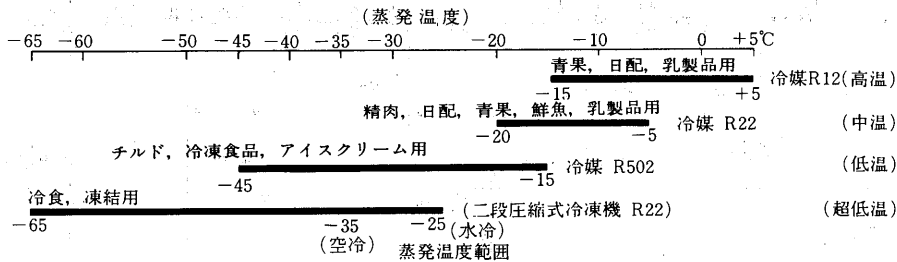 (蒸発温度)
−65 −60 −50 −45 −40 −35 −30 −20 −10 0 +5℃
青果，日配，乳製品用
−15 +5 冷媒R12(高温)
精肉，日配，青果，鮮魚，乳製品用
−20 −5 冷媒 R22 (中温)
チルド，冷凍食品，アイスクリーム用
−45 −15 冷媒 R502 (低温)
冷食，凍結用
−65 −35 −25 (二段圧縮式冷凍機 R22) (超低温)
(空冷) (水冷)
蒸発温度範囲